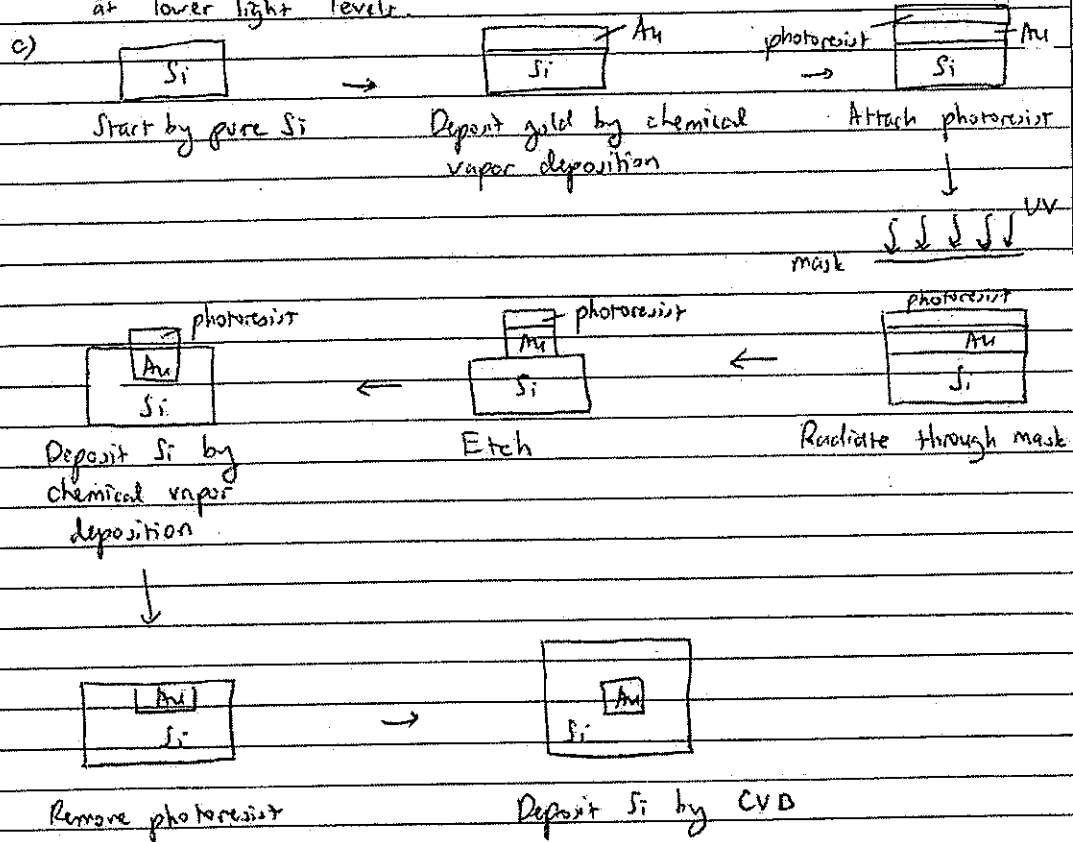 at lower light levels.
c)
Si
Start by pure Si
Au
Si
Deposit gold by chemical
vapor deposition
photoresist
Au
Si
Attach photoresist
UV
mask
photoresist
Au
Si
Radiate through mask
photoresist
Au
Si
Etch
photoresist
Au
Si
Deposit Si by
chemical vapor
deposition
Au
Si
Remove photoresist
Au
Si
Deposit Si by CVD